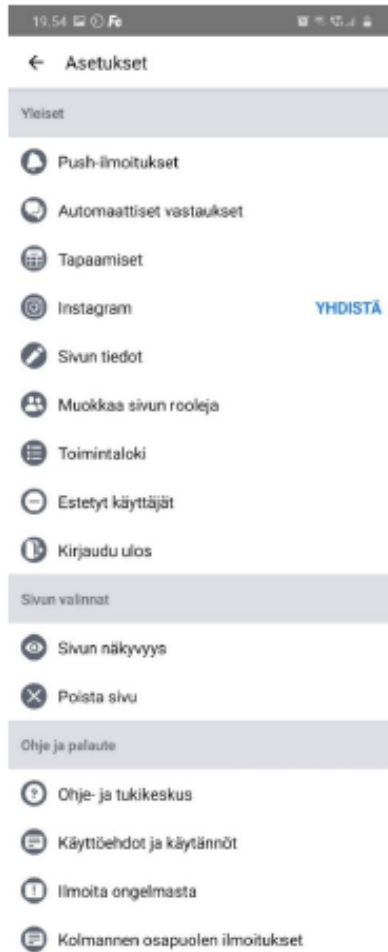 19.54
Asetukset
Yleiset
Push-ilmoitukset
Automaattiset vastaukset
Tapaamiset
Instagram YHDISTÄ
Sivun tiedot
Muokkaa sivun rooleja
Toimintaloki
Estetyt käyttäjät
Kirjaudu ulos
Sivun valinnat
Sivun näkyvyys
Poista sivu
Ohje ja palaute
Ohje- ja tukikeskus
Käyttöehdot ja käytännöt
Ilmoita ongelmasta
Kolmannen osapuolen ilmoitukset